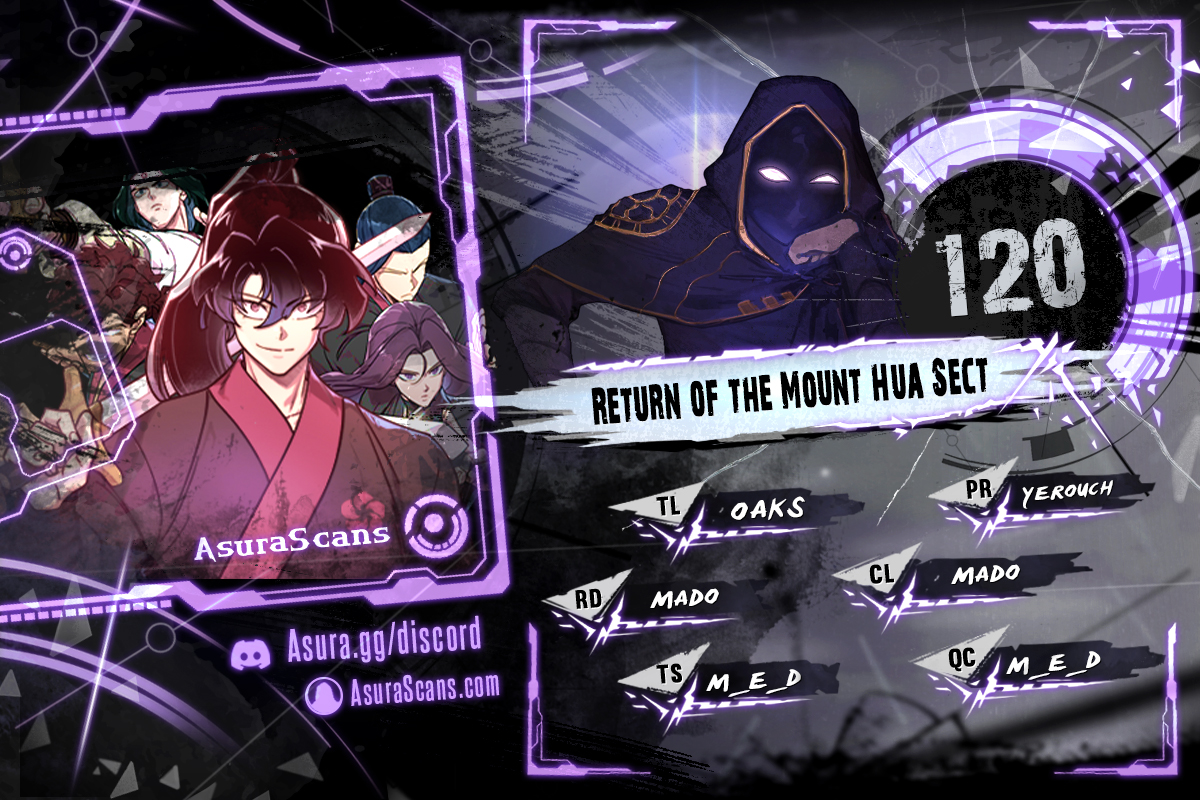 120
RETURN OF THE MOUNT HUA SECT
TL OAKS
PR YEROUCH
RD MADO
CL MADO
TS M_E_D
QC M_E_D
AsuraScans
Asura.gg/discord
AsuraScans.com